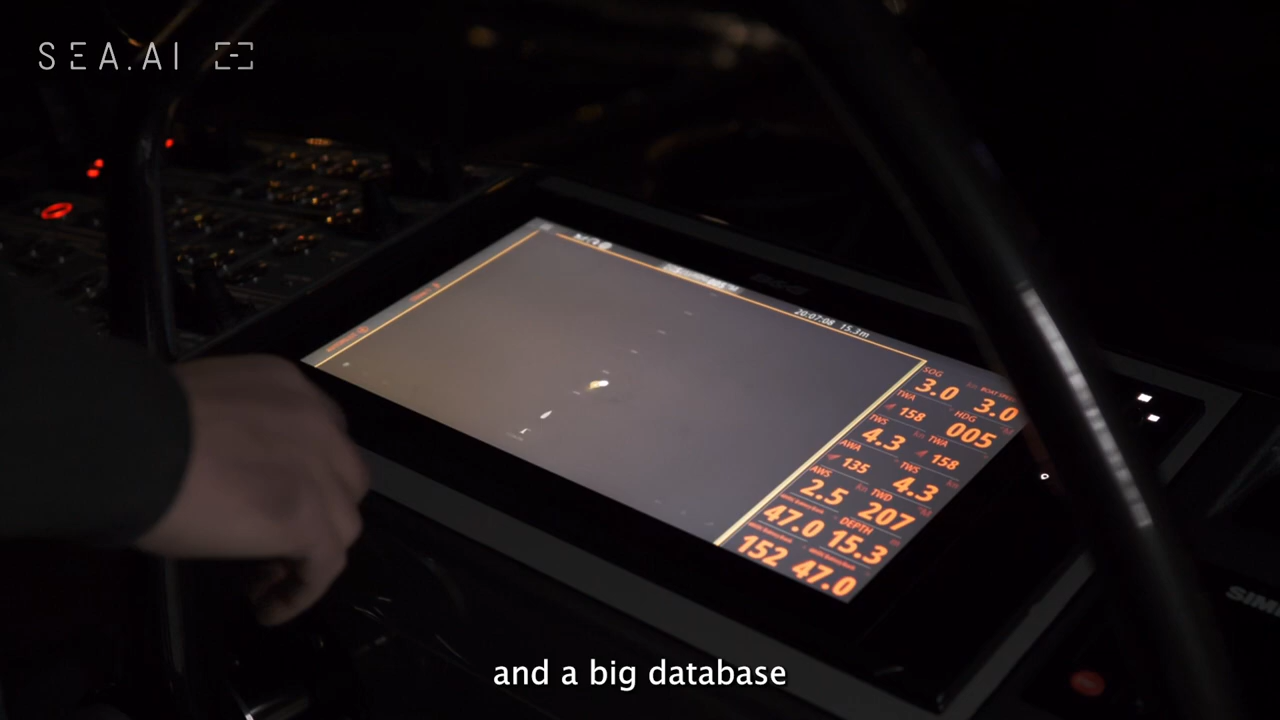 SEA.AI
20:07:08 15.3m
SOG
BOAT SPEED
3.0
3.0
TWA
HDG
158
005
TWS
TWA
4.3
158
AWA
TWS
135
4.3
AWS
TWD
2.5
207
DEPTH
47.0
15.3
152
47.0
and a big database